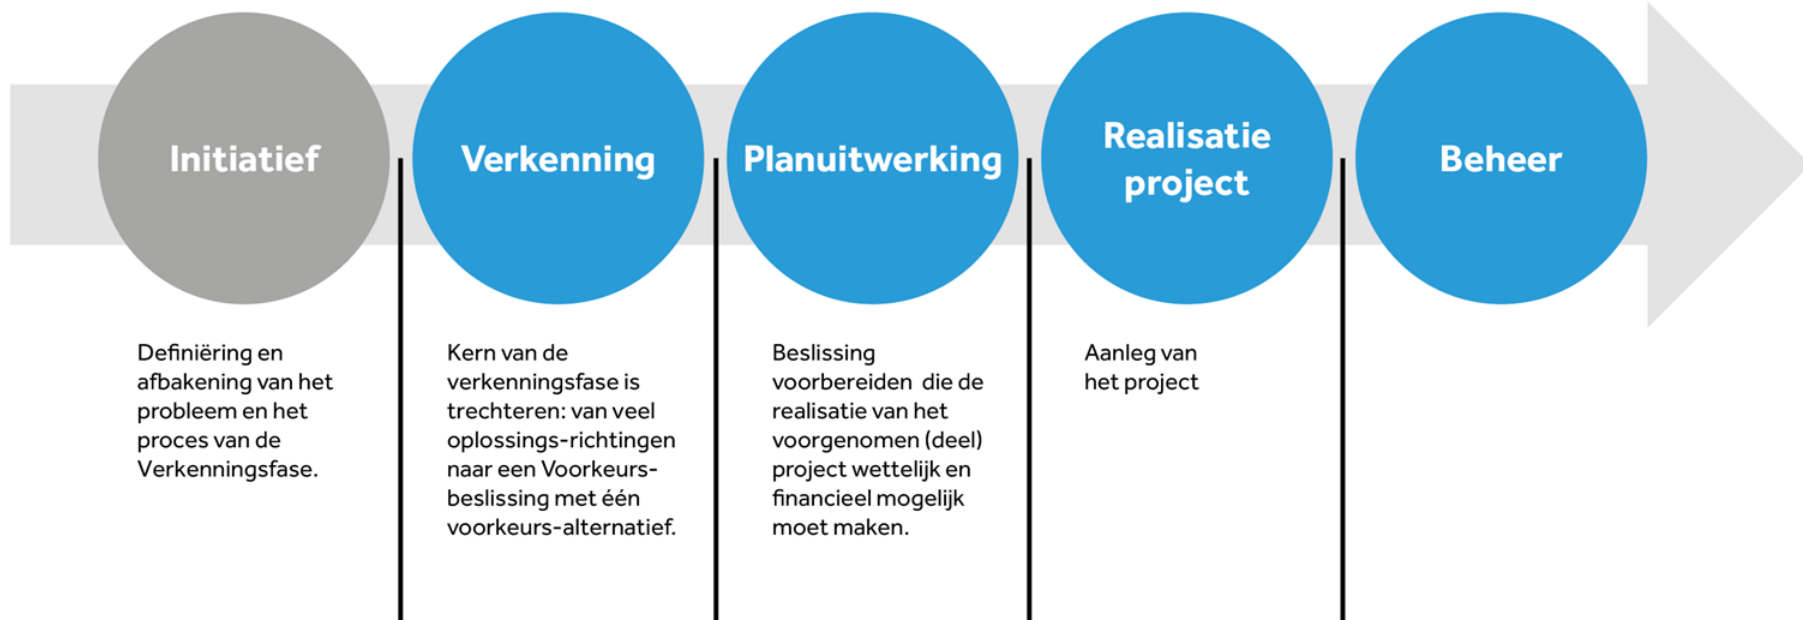 Initiatief
Verkenning
Planuitwerking
Realisatie
project
Beheer
Definiëring en
afbakening van het
probleem en het
proces van de
Verkenningsfase.
Kern van de
verkenningsfase is
trechteren: van veel
oplossings-richtingen
naar een Voorkeurs-
beslissing met één
voorkeurs-alternatief.
Beslissing
voorbereiden  die de
realisatie van het
voorgenomen (deel)
project wettelijk en
financieel mogelijk
moet maken.
Aanleg van
het project